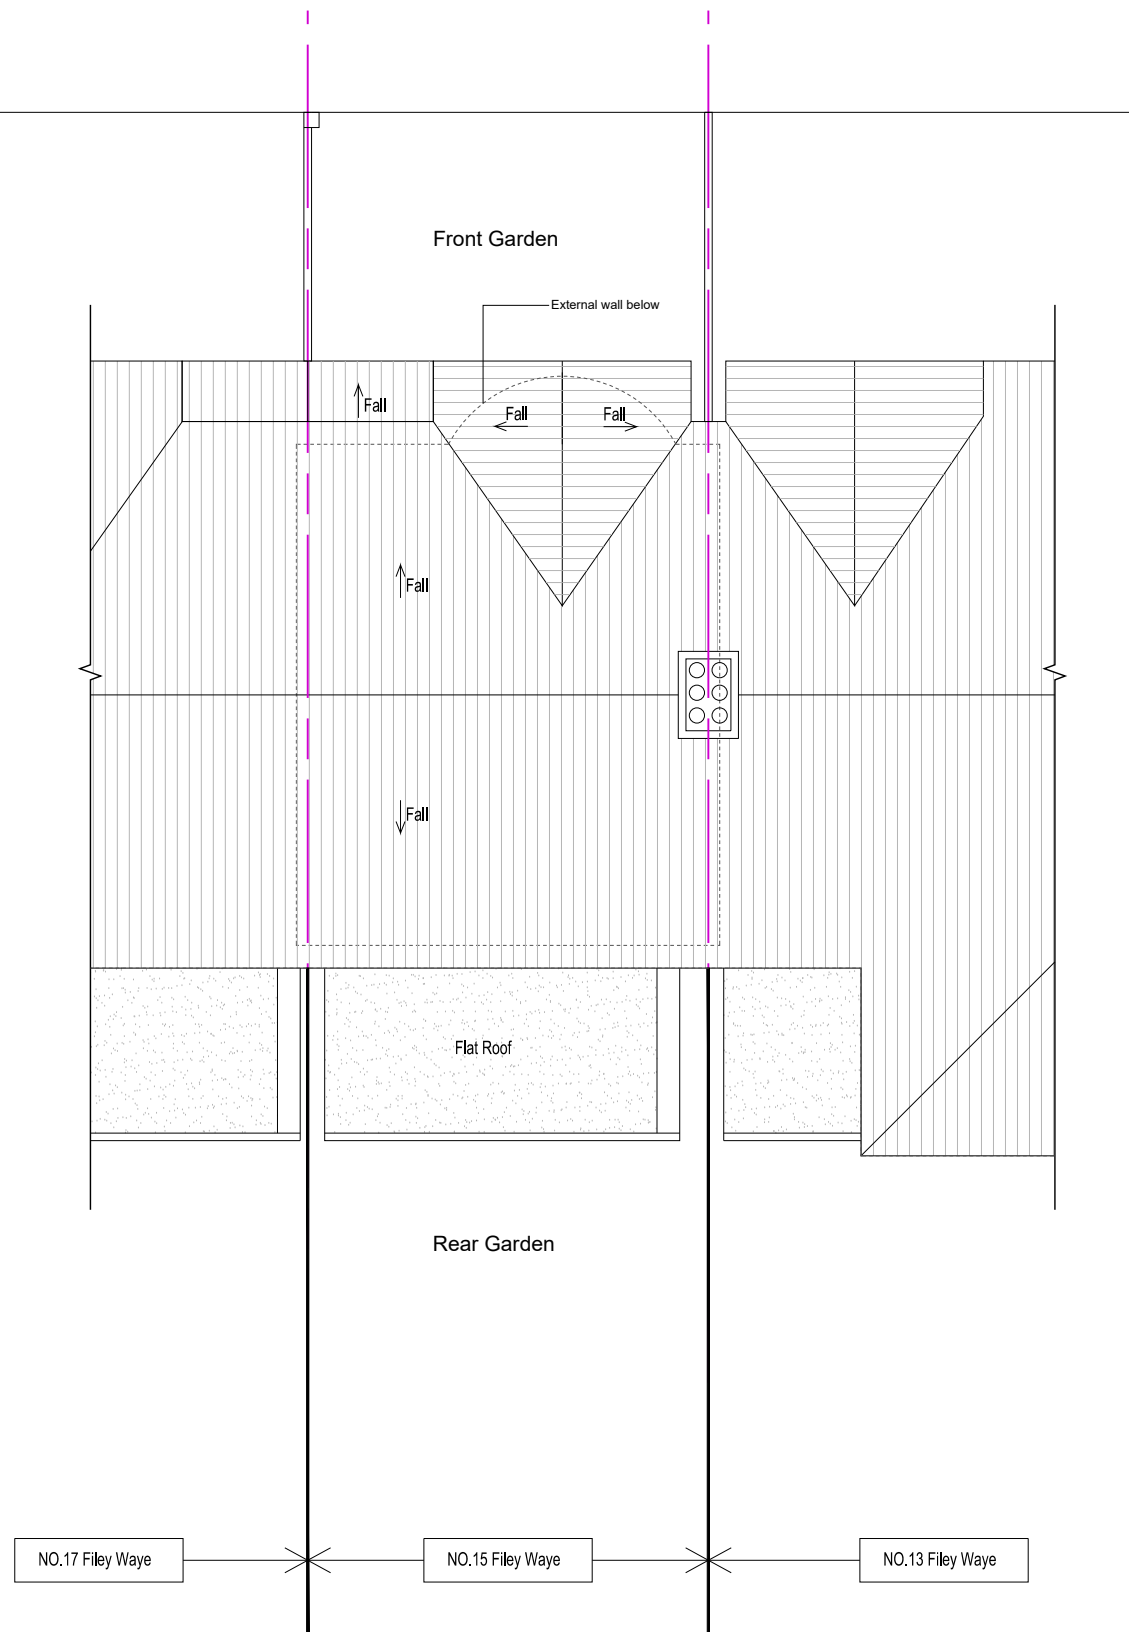 Front Garden
External wall below
Fall
Fall
Fall
Fall
Fall
Flat Roof
Rear Garden
NO.17 Filey Waye
NO.15 Filey Waye
NO.13 Filey Waye